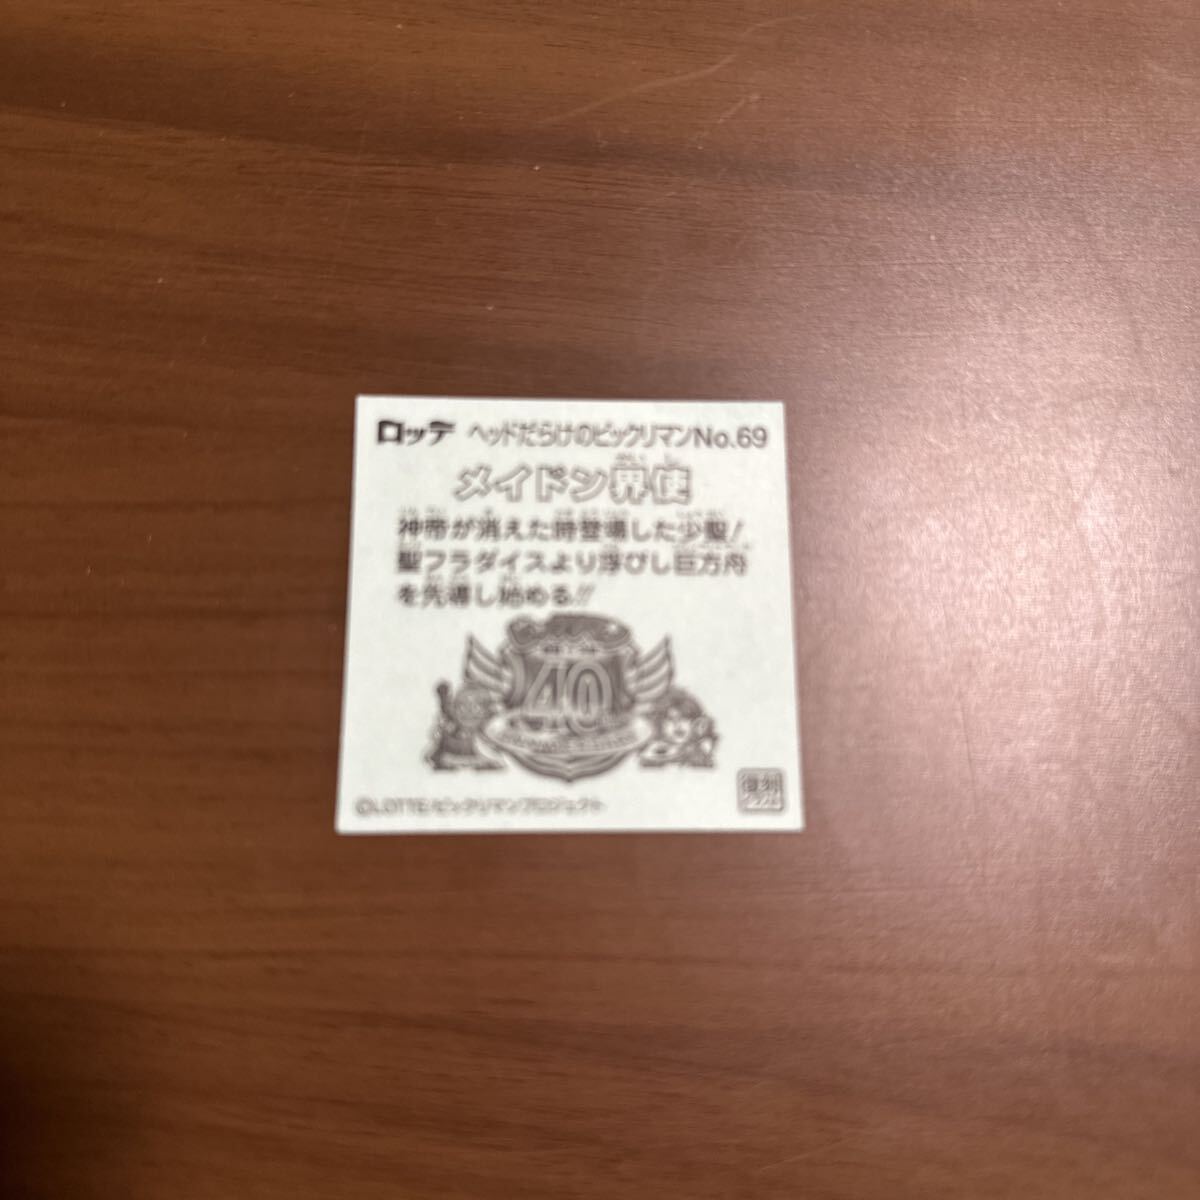 ロッテ ヘッドだらけのビックリマンNo.69
メイドン界使
神帝が消えた時登場した少聖!
聖フラダイスより浮びし巨方舟
を先導し始める!!
40
©LOTTE/ビックリマンプロジェクト
復刻